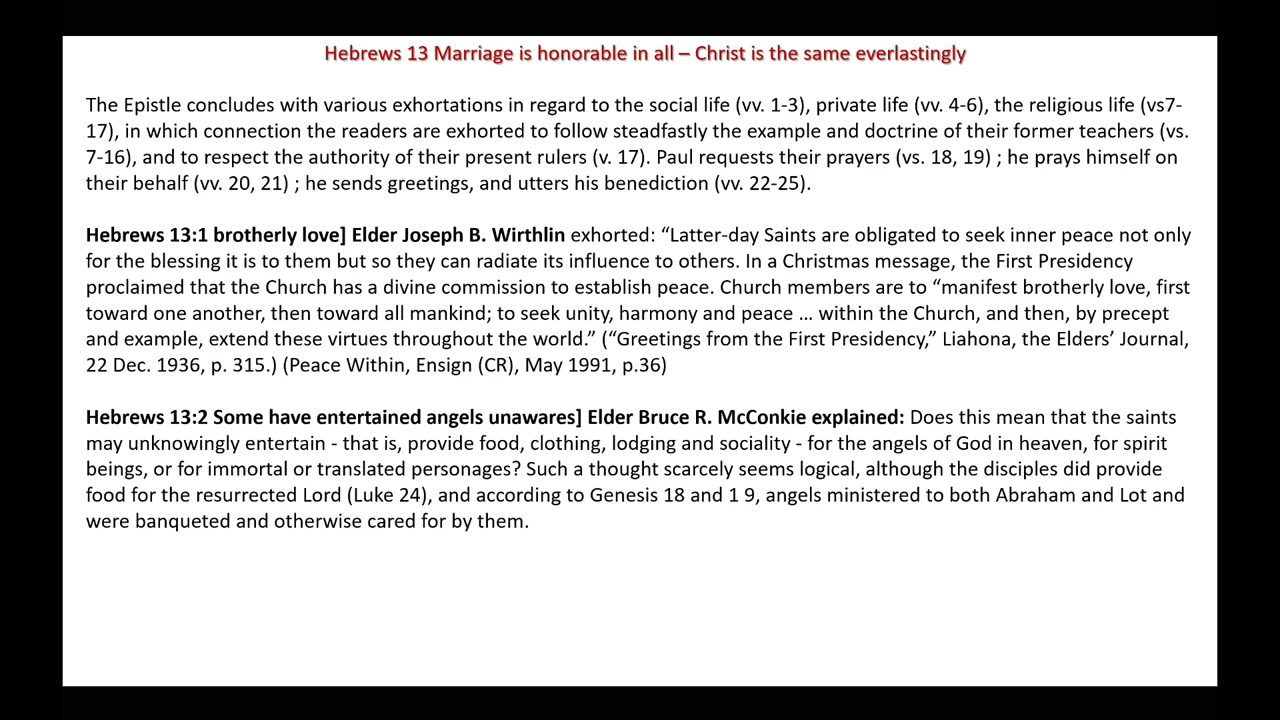 Hebrews 13 Marriage is honorable in all – Christ is the same everlastingly
The Epistle concludes with various exhortations in regard to the social life (vv. 1-3), private life (vv. 4-6), the religious life (vs7-
17), in which connection the readers are exhorted to follow steadfastly the example and doctrine of their former teachers (vs.
7-16), and to respect the authority of their present rulers (v. 17). Paul requests their prayers (vs. 18, 19) ; he prays himself on
their behalf (vv. 20, 21) ; he sends greetings, and utters his benediction (vv. 22-25).
Hebrews 13:1 brotherly love] Elder Joseph B. Wirthlin exhorted: “Latter-day Saints are obligated to seek inner peace not only
for the blessing it is to them but so they can radiate its influence to others. In a Christmas message, the First Presidency
proclaimed that the Church has a divine commission to establish peace. Church members are to “manifest brotherly love, first
toward one another, then toward all mankind; to seek unity, harmony and peace … within the Church, and then, by precept
and example, extend these virtues throughout the world.” (“Greetings from the First Presidency,” Liahona, the Elders’ Journal,
22 Dec. 1936, p. 315.) (Peace Within, Ensign (CR), May 1991, p.36)
Hebrews 13:2 Some have entertained angels unawares] Elder Bruce R. McConkie explained: Does this mean that the saints
may unknowingly entertain - that is, provide food, clothing, lodging and sociality - for the angels of God in heaven, for spirit
beings, or for immortal or translated personages? Such a thought scarcely seems logical, although the disciples did provide
food for the resurrected Lord (Luke 24), and according to Genesis 18 and 1 9, angels ministered to both Abraham and Lot and
were banqueted and otherwise cared for by them.